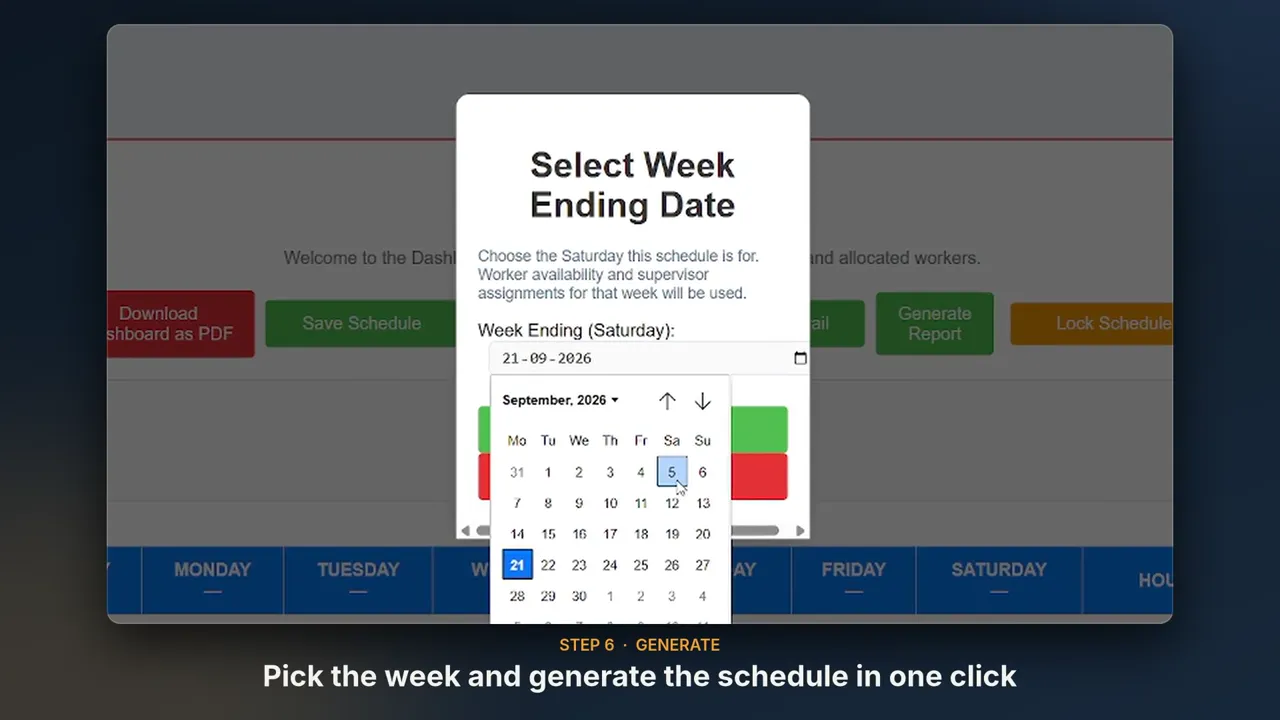 Select Week
Ending Date
Choose the Saturday this schedule is for.
Worker availability and supervisor
assignments for that week will be used.
Welcome to the Dash
and allocated workers.
Download
shboard as PDF
Save Schedule
ail
Generate
Report
Lock Schedule
Week Ending (Saturday):
21-09-2026
September, 2026
Mo Tu We Th Fr Sa Su
31 1 2 3 4 5 6
7 8 9 10 11 12 13
14 15 16 17 18 19 20
21 22 23 24 25 26 27
28 29 30 1 2 3 4
MONDAY
TUESDAY
W
AY
FRIDAY
SATURDAY
HOU
STEP 6 · GENERATE
Pick the week and generate the schedule in one click